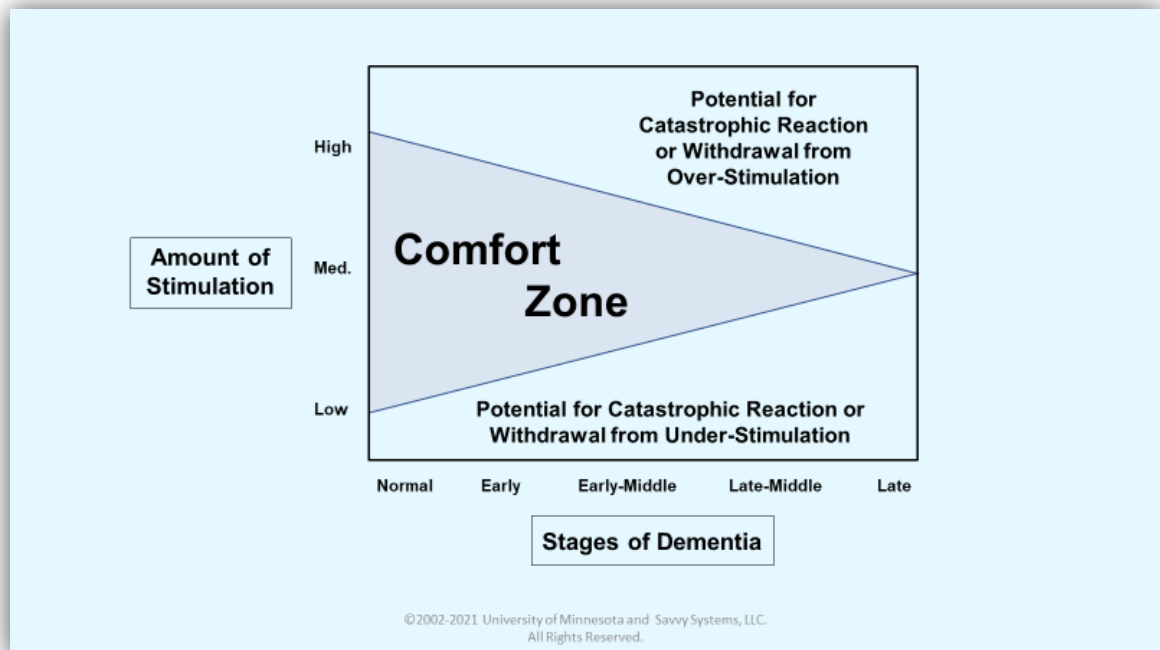 Potential for
Catastrophic Reaction
or Withdrawal from
Over-Stimulation
High
Amount of
Stimulation
Med.
Comfort
Zone
Low
Potential for Catastrophic Reaction or
Withdrawal from Under-Stimulation
Normal Early Early-Middle Late-Middle Late
Stages of Dementia
©2002-2021 University of Minnesota and Savvy Systems, LLC.
All Rights Reserved.